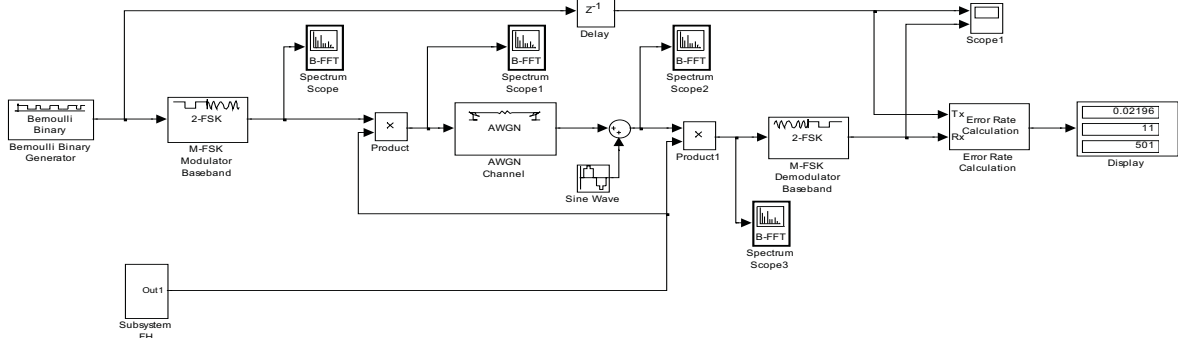 Z-1
Delay
Scope1
B-FFT
Spectrum
Scope
B-FFT
Spectrum
Scope1
B-FFT
Spectrum
Scope2
Bernoulli
Binary
Bernoulli Binary
Generator
2-FSK
M-FSK
Modulator
Baseband
×
Product
AWGN
AWGN
Channel
+
+
Sine Wave
×
Product1
2-FSK
M-FSK
Demodulator
Baseband
Tx
Rx
Error Rate
Calculation
Error Rate
Calculation
0.02196
11
501
Display
B-FFT
Spectrum
Scope3
Out1
Subsystem
FH